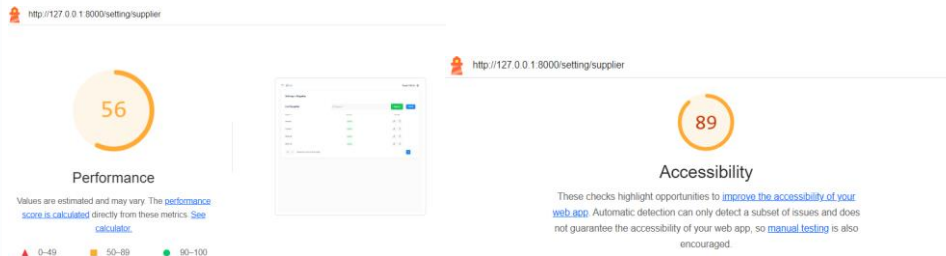 http://127.0.0.1:8000/setting/supplier
56
Performance
Values are estimated and may vary. The performance
score is calculated directly from these metrics. See
calculator.
0–49 50–89 90–100
http://127.0.0.1:8000/setting/supplier
89
Accessibility
These checks highlight opportunities to improve the accessibility of your
web app. Automatic detection can only detect a subset of issues and does
not guarantee the accessibility of your web app, so manual testing is also
encouraged.